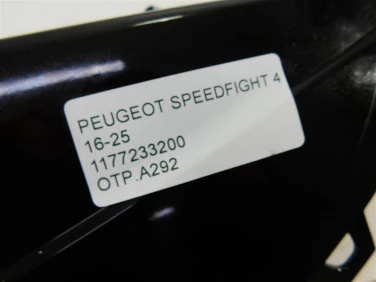 PEUGEOT SPEEDFIGHT 4
16-25
1177233200
OTP.A292